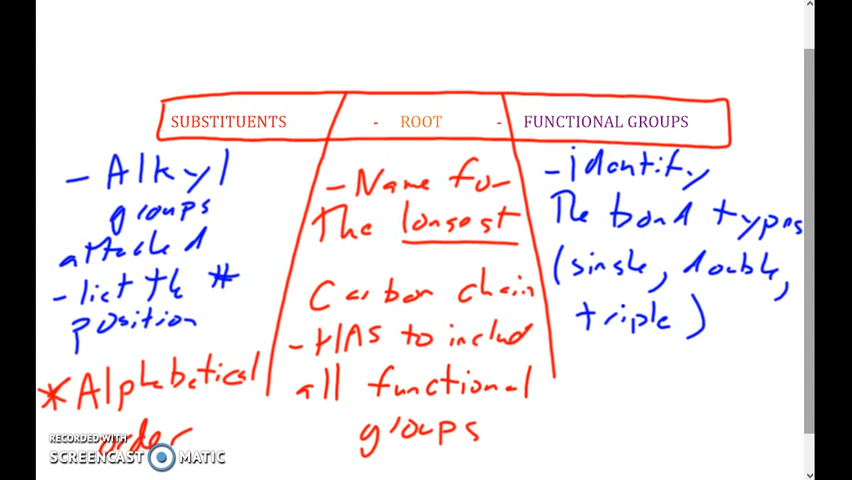 SUBSTITUENTS - ROOT - FUNCTIONAL GROUPS
- Alkyl
groups
attached
- list the #
position
* Alphabetical
order
- Name for
The longest
Carbon chain
- HAS to include
all functional
groups
- identify
The bond types
(single, double,
triple)
RECORDED WITH
SCREENCAST MATIC